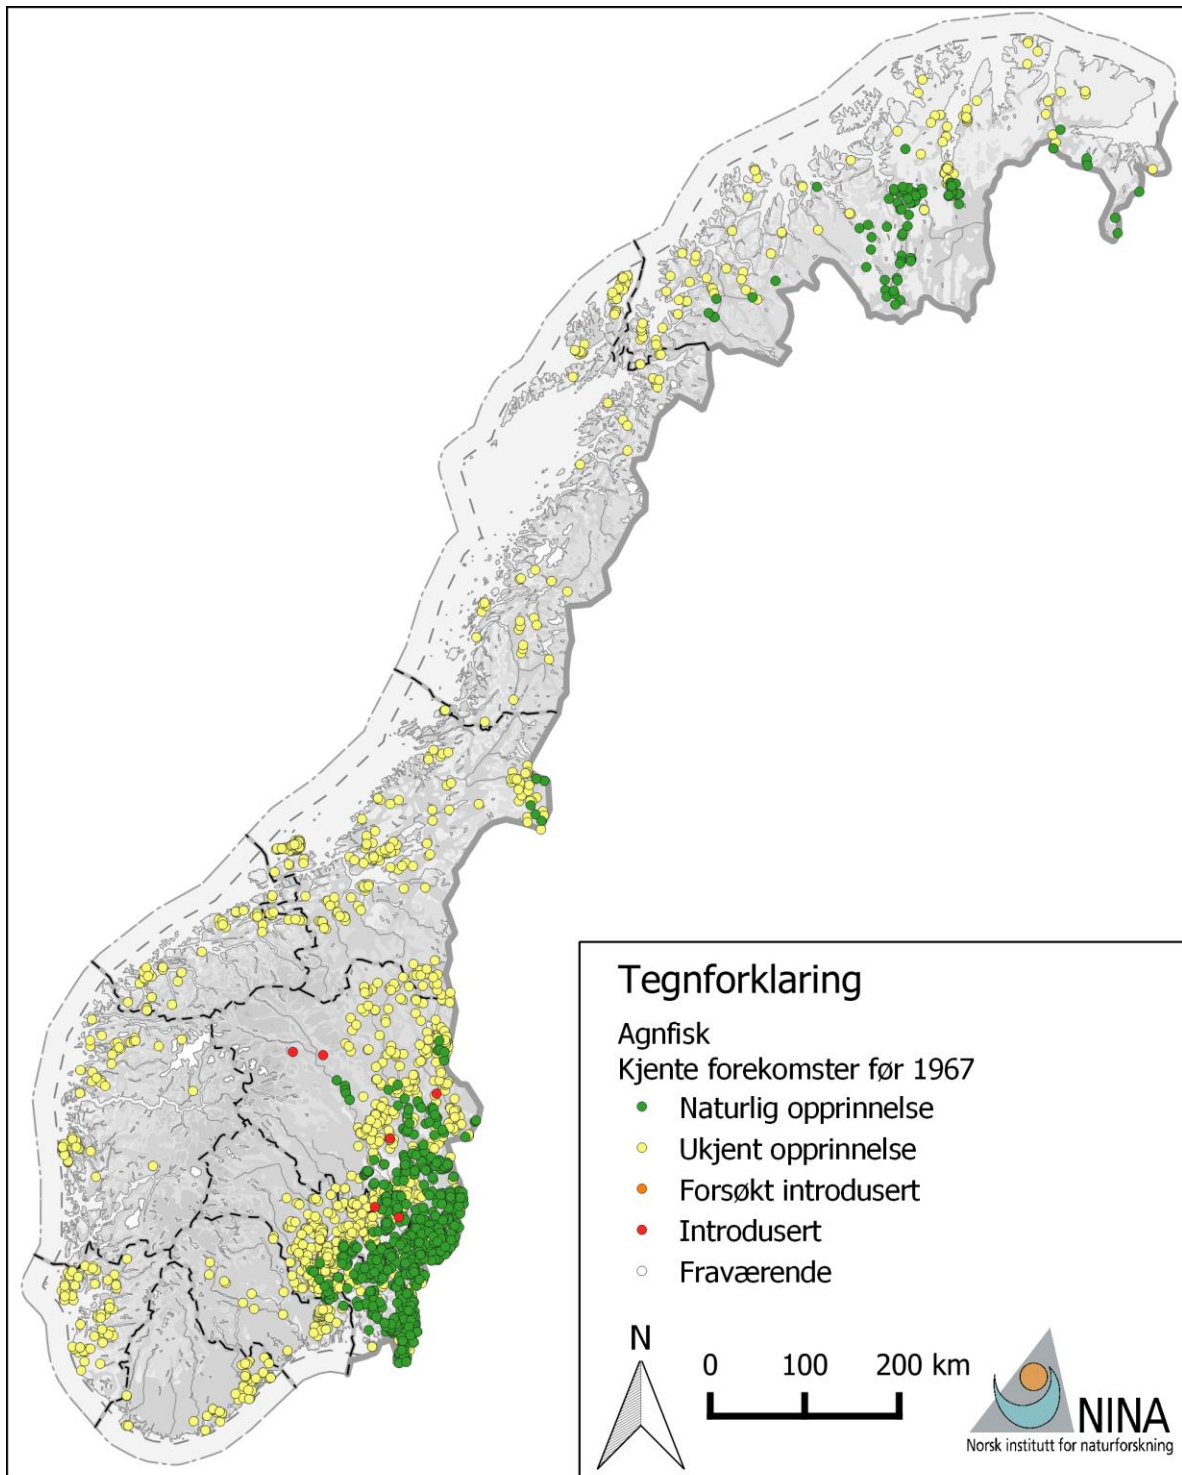 Tegnforklaring
Agnfisk
Kjente forekomster før 1967
Naturlig opprinnelse
Ukjent opprinnelse
Forsøkt introdusert
Introdusert
Fraværende
N
0 100 200 km
NINA
Norsk institutt for naturforskning